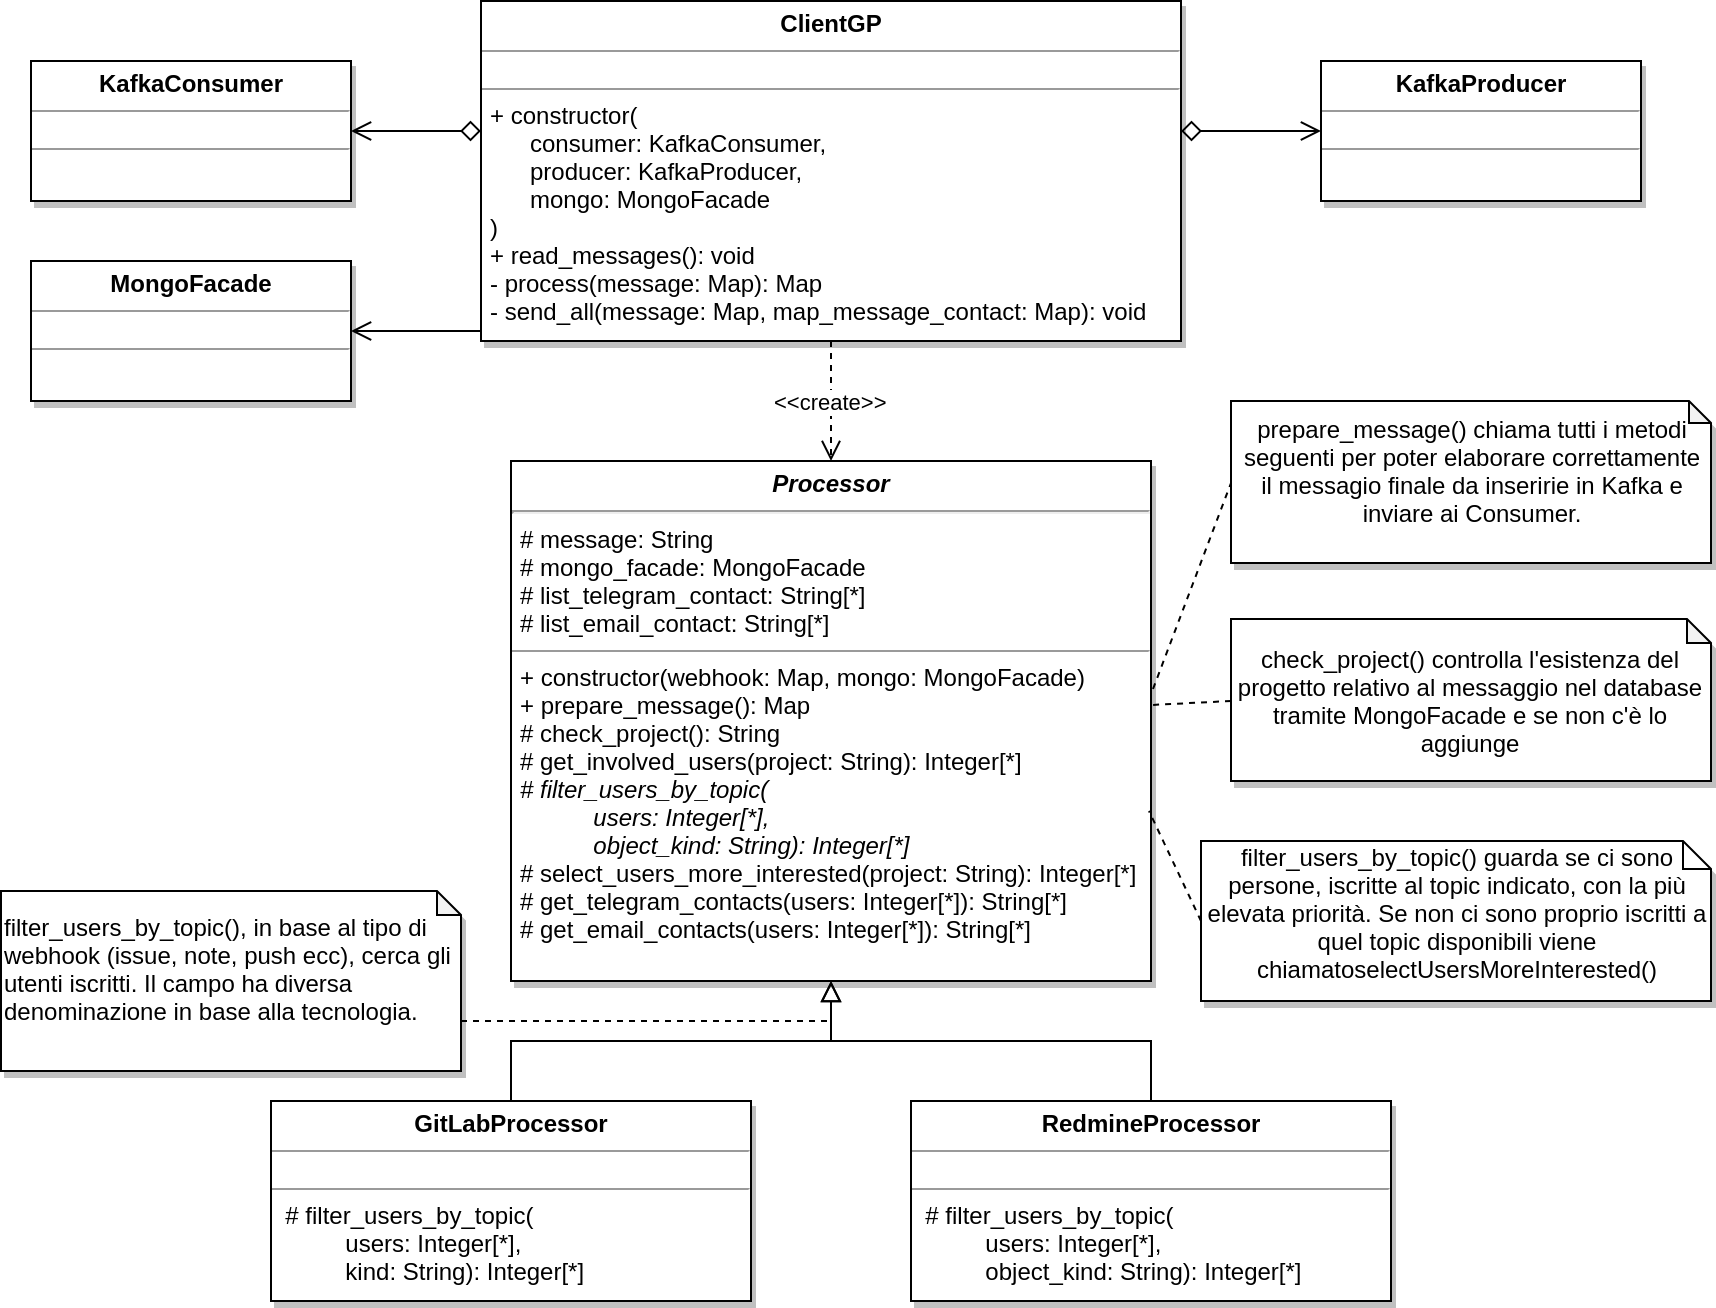 ClientGP
+ constructor(
consumer: KafkaConsumer,
producer: KafkaProducer,
mongo: MongoFacade
)
+ read_messages(): void
- process(message: Map): Map
- send_all(message: Map, map_message_contact: Map): void
KafkaConsumer
KafkaProducer
MongoFacade
<<create>>
Processor
# message: String
# mongo_facade: MongoFacade
# list_telegram_contact: String[*]
# list_email_contact: String[*]
+ constructor(webhook: Map, mongo: MongoFacade)
+ prepare_message(): Map
# check_project(): String
# get_involved_users(project: String): Integer[*]
# filter_users_by_topic(
users: Integer[*],
object_kind: String): Integer[*]
# select_users_more_interested(project: String): Integer[*]
# get_telegram_contacts(users: Integer[*]): String[*]
# get_email_contacts(users: Integer[*]): String[*]
prepare_message() chiama tutti i metodi
seguenti per poter elaborare correttamente
il messagio finale da inseririe in Kafka e
inviare ai Consumer.
check_project() controlla l'esistenza del
progetto relativo al messaggio nel database
tramite MongoFacade e se non c'è lo
aggiunge
filter_users_by_topic() guarda se ci sono
persone, iscritte al topic indicato, con la più
elevata priorità. Se non ci sono proprio iscritti a
quel topic disponibili viene
chiamatoselectUsersMoreInterested()
filter_users_by_topic(), in base al tipo di
webhook (issue, note, push ecc), cerca gli
utenti iscritti. Il campo ha diversa
denominazione in base alla tecnologia.
GitLabProcessor
# filter_users_by_topic(
users: Integer[*],
kind: String): Integer[*]
RedmineProcessor
# filter_users_by_topic(
users: Integer[*],
object_kind: String): Integer[*]